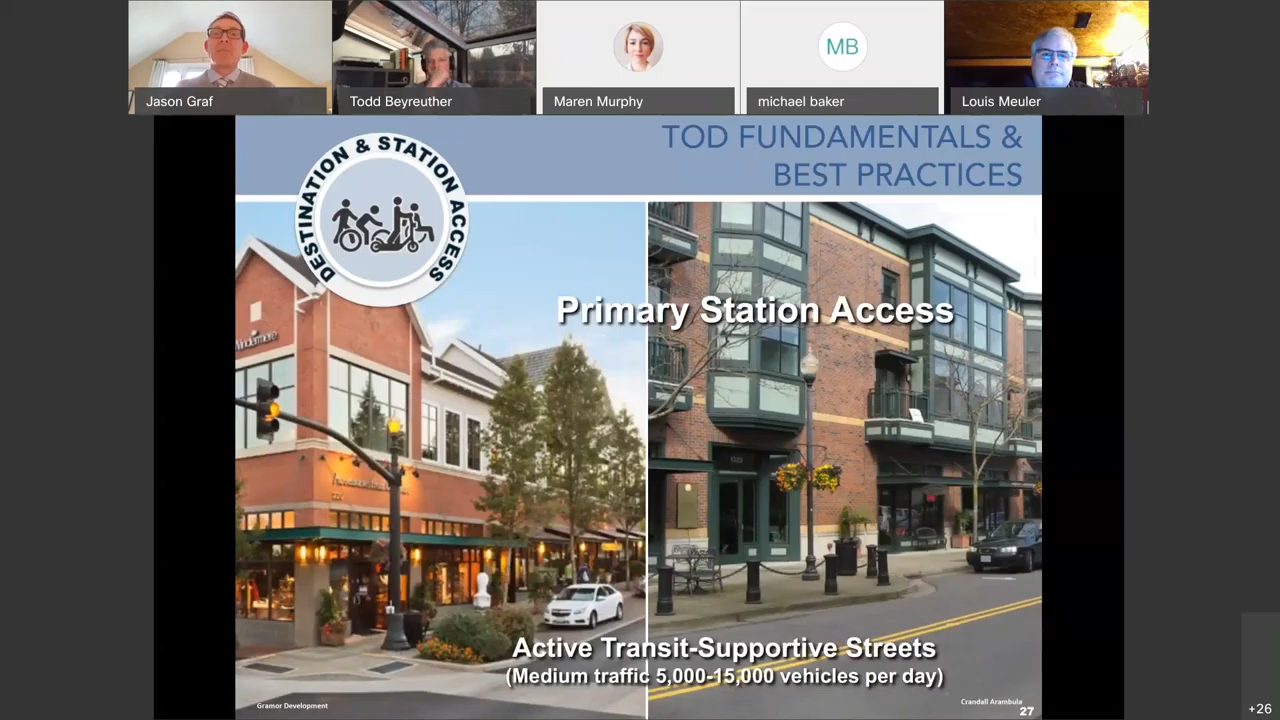 Jason Graf
Todd Beyreuther
Maren Murphy
MB
michael baker
Louis Meuler
TOD FUNDAMENTALS &
BEST PRACTICES
DESTINATION & STATION ACCESS
Windermere
Primary Station Access
Active Transit-Supportive Streets
(Medium traffic 5,000-15,000 vehicles per day)
Gramor Development
Crandall Arambula
27
+26